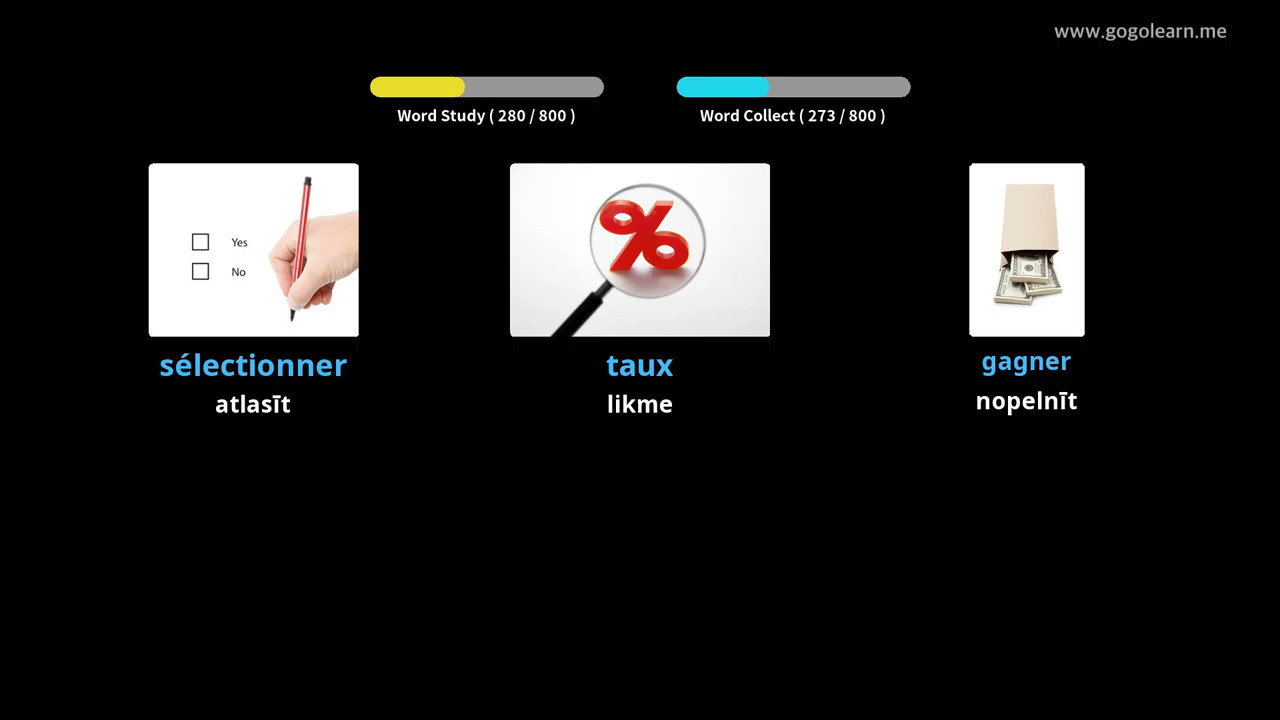 www.gogolearn.me
Word Study ( 280 / 800 )
Word Collect ( 273 / 800 )
Yes
No
%
sélectionner
taux
gagner
atlasīt
likme
nopelnīt